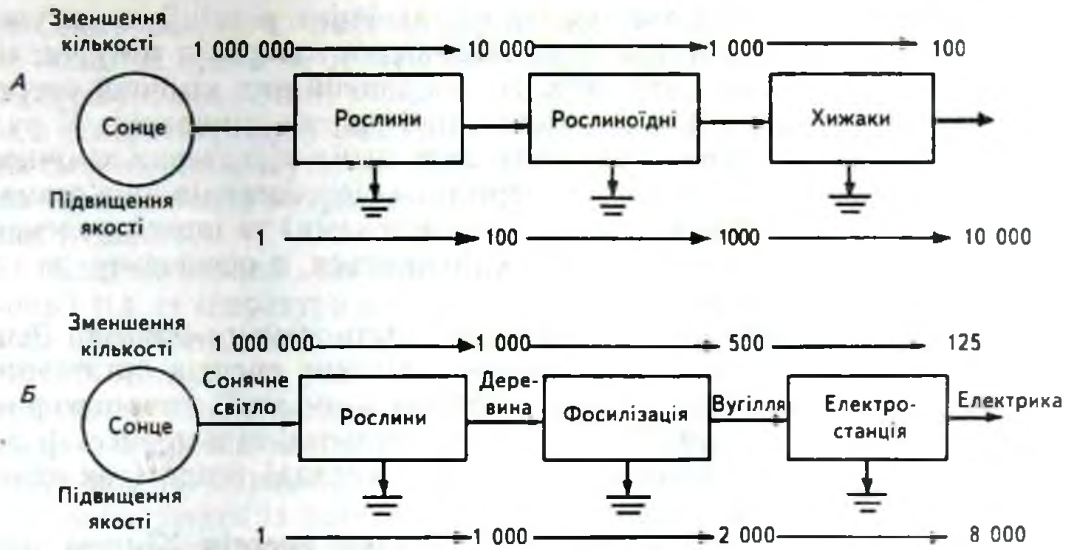 Зменшення
кількості 1 000 000 10 000 1 000 100
А
Сонце Рослини Рослиноїдні Хижаки
Підвищення
якості
1 100 1000 10 000
Зменшення
кількості 1 000 000 1 000 500 125
Б
Сонячне
світло
Дере-
вина
Вугілля
Електрика
Сонце Рослини Фосилізація Електро-
станція
Підвищення
якості
1 1 000 2 000 8 000